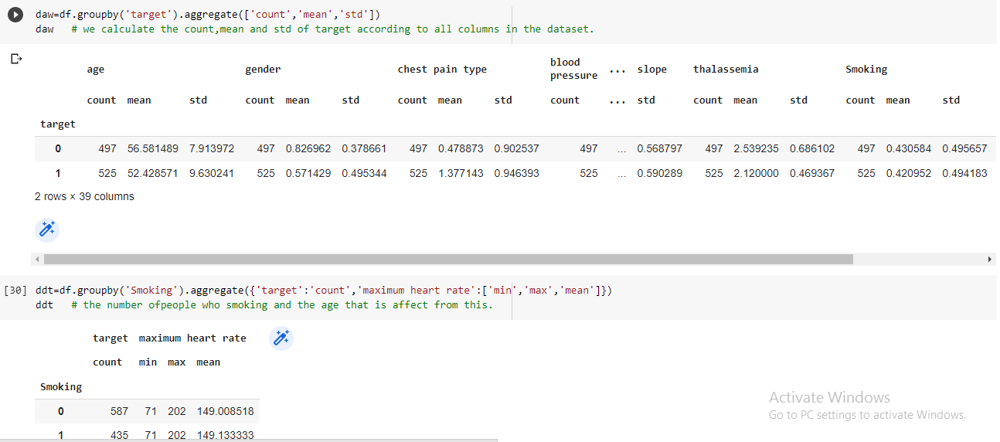 daw=df.groupby('target').aggregate(['count','mean','std'])
daw   # we calculate the count,mean and std of target according to all columns in the dataset.
age gender chest pain type blood pressure ... slope thalassemia Smoking
count mean std count mean std count mean std count ... std count mean std count mean std
target
0 497 56.581489 7.913972 497 0.826962 0.378661 497 0.478873 0.902537 497 ... 0.568797 497 2.539235 0.686102 497 0.430584 0.495657
1 525 52.428571 9.630241 525 0.571429 0.495344 525 1.377143 0.946393 525 ... 0.590289 525 2.120000 0.469367 525 0.420952 0.494183
2 rows × 39 columns
[30] ddt=df.groupby('Smoking').aggregate({'target':'count','maximum heart rate':['min','max','mean']})
ddt   # the number ofpeople who smoking and the age that is affect from this.
target maximum heart rate
count min max mean
Smoking
0 587 71 202 149.008518
1 435 71 202 149.133333
Activate Windows
Go to PC settings to activate Windows.